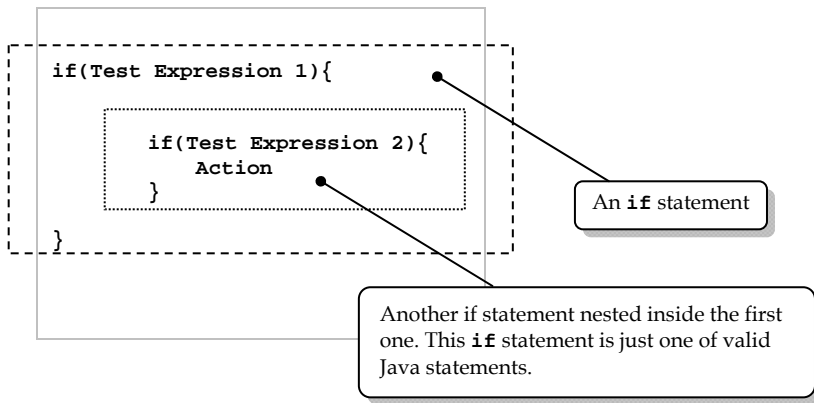 if(Test Expression 1){
if(Test Expression 2){
Action
}
}
An if statement
Another if statement nested inside the first
one. This if statement is just one of valid
Java statements.